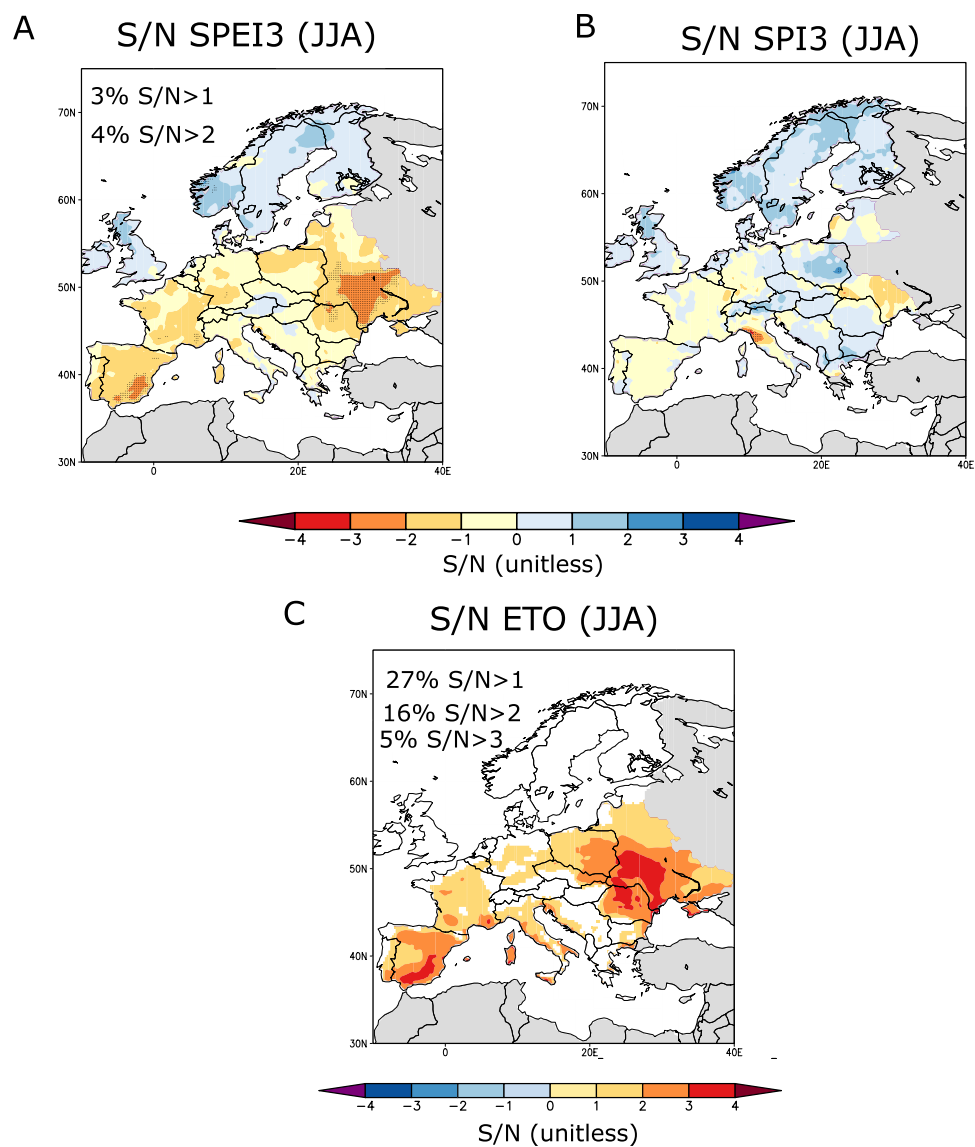 A
S/N SPEI3 (JJA)
B
S/N SPI3 (JJA)
3% S/N>1
4% S/N>2
70N
60N
50N
40N
30N
0
20E
40E
70N
60N
50N
40N
30N
0
20E
40E
−4 −3 −2 −1 0 1 2 3 4
S/N (unitless)
C
S/N ETO (JJA)
27% S/N>1
16% S/N>2
5% S/N>3
70N
60N
50N
40N
30N
0
20E
40E
−4 −3 −2 −1 0 1 2 3 4
S/N (unitless)